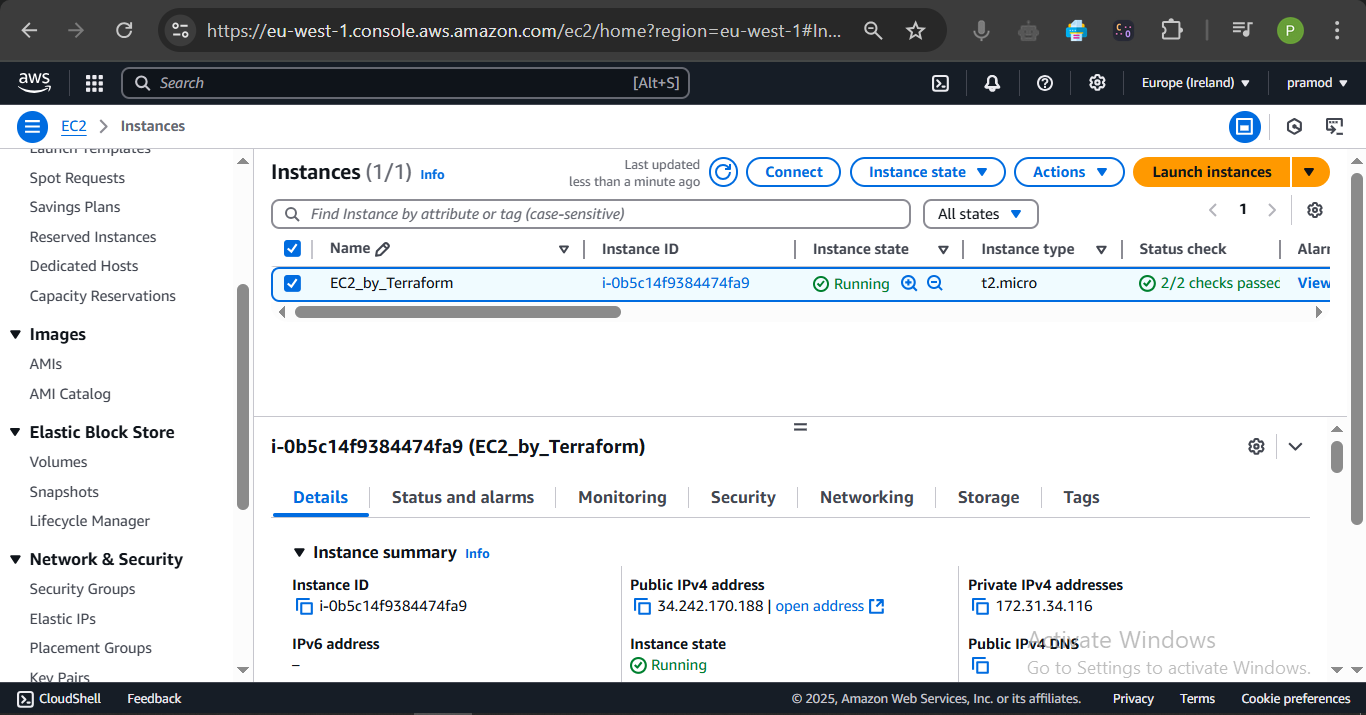 https://eu-west-1.console.aws.amazon.com/ec2/home?region=eu-west-1#In...
P
aws
Search
[Alt+S]
Europe (Ireland)
pramod
EC2
Instances
Launch Templates
Spot Requests
Savings Plans
Reserved Instances
Dedicated Hosts
Capacity Reservations
Images
AMIs
AMI Catalog
Elastic Block Store
Volumes
Snapshots
Lifecycle Manager
Network & Security
Security Groups
Elastic IPs
Placement Groups
Key Pairs
Instances (1/1) Info
Last updated
less than a minute ago
Connect
Instance state
Actions
Launch instances
Find Instance by attribute or tag (case-sensitive)
All states
1
Name
Instance ID
Instance state
Instance type
Status check
Alarm
EC2_by_Terraform
i-0b5c14f9384474fa9
Running
t2.micro
2/2 checks passed
View
i-0b5c14f9384474fa9 (EC2_by_Terraform)
Details
Status and alarms
Monitoring
Security
Networking
Storage
Tags
Instance summary Info
Instance ID
i-0b5c14f9384474fa9
Public IPv4 address
34.242.170.188 | open address
Private IPv4 addresses
172.31.34.116
IPv6 address
–
Instance state
Running
Public IPv4 DNS
Activate Windows
Go to Settings to activate Windows.
CloudShell
Feedback
© 2025, Amazon Web Services, Inc. or its affiliates.
Privacy
Terms
Cookie preferences